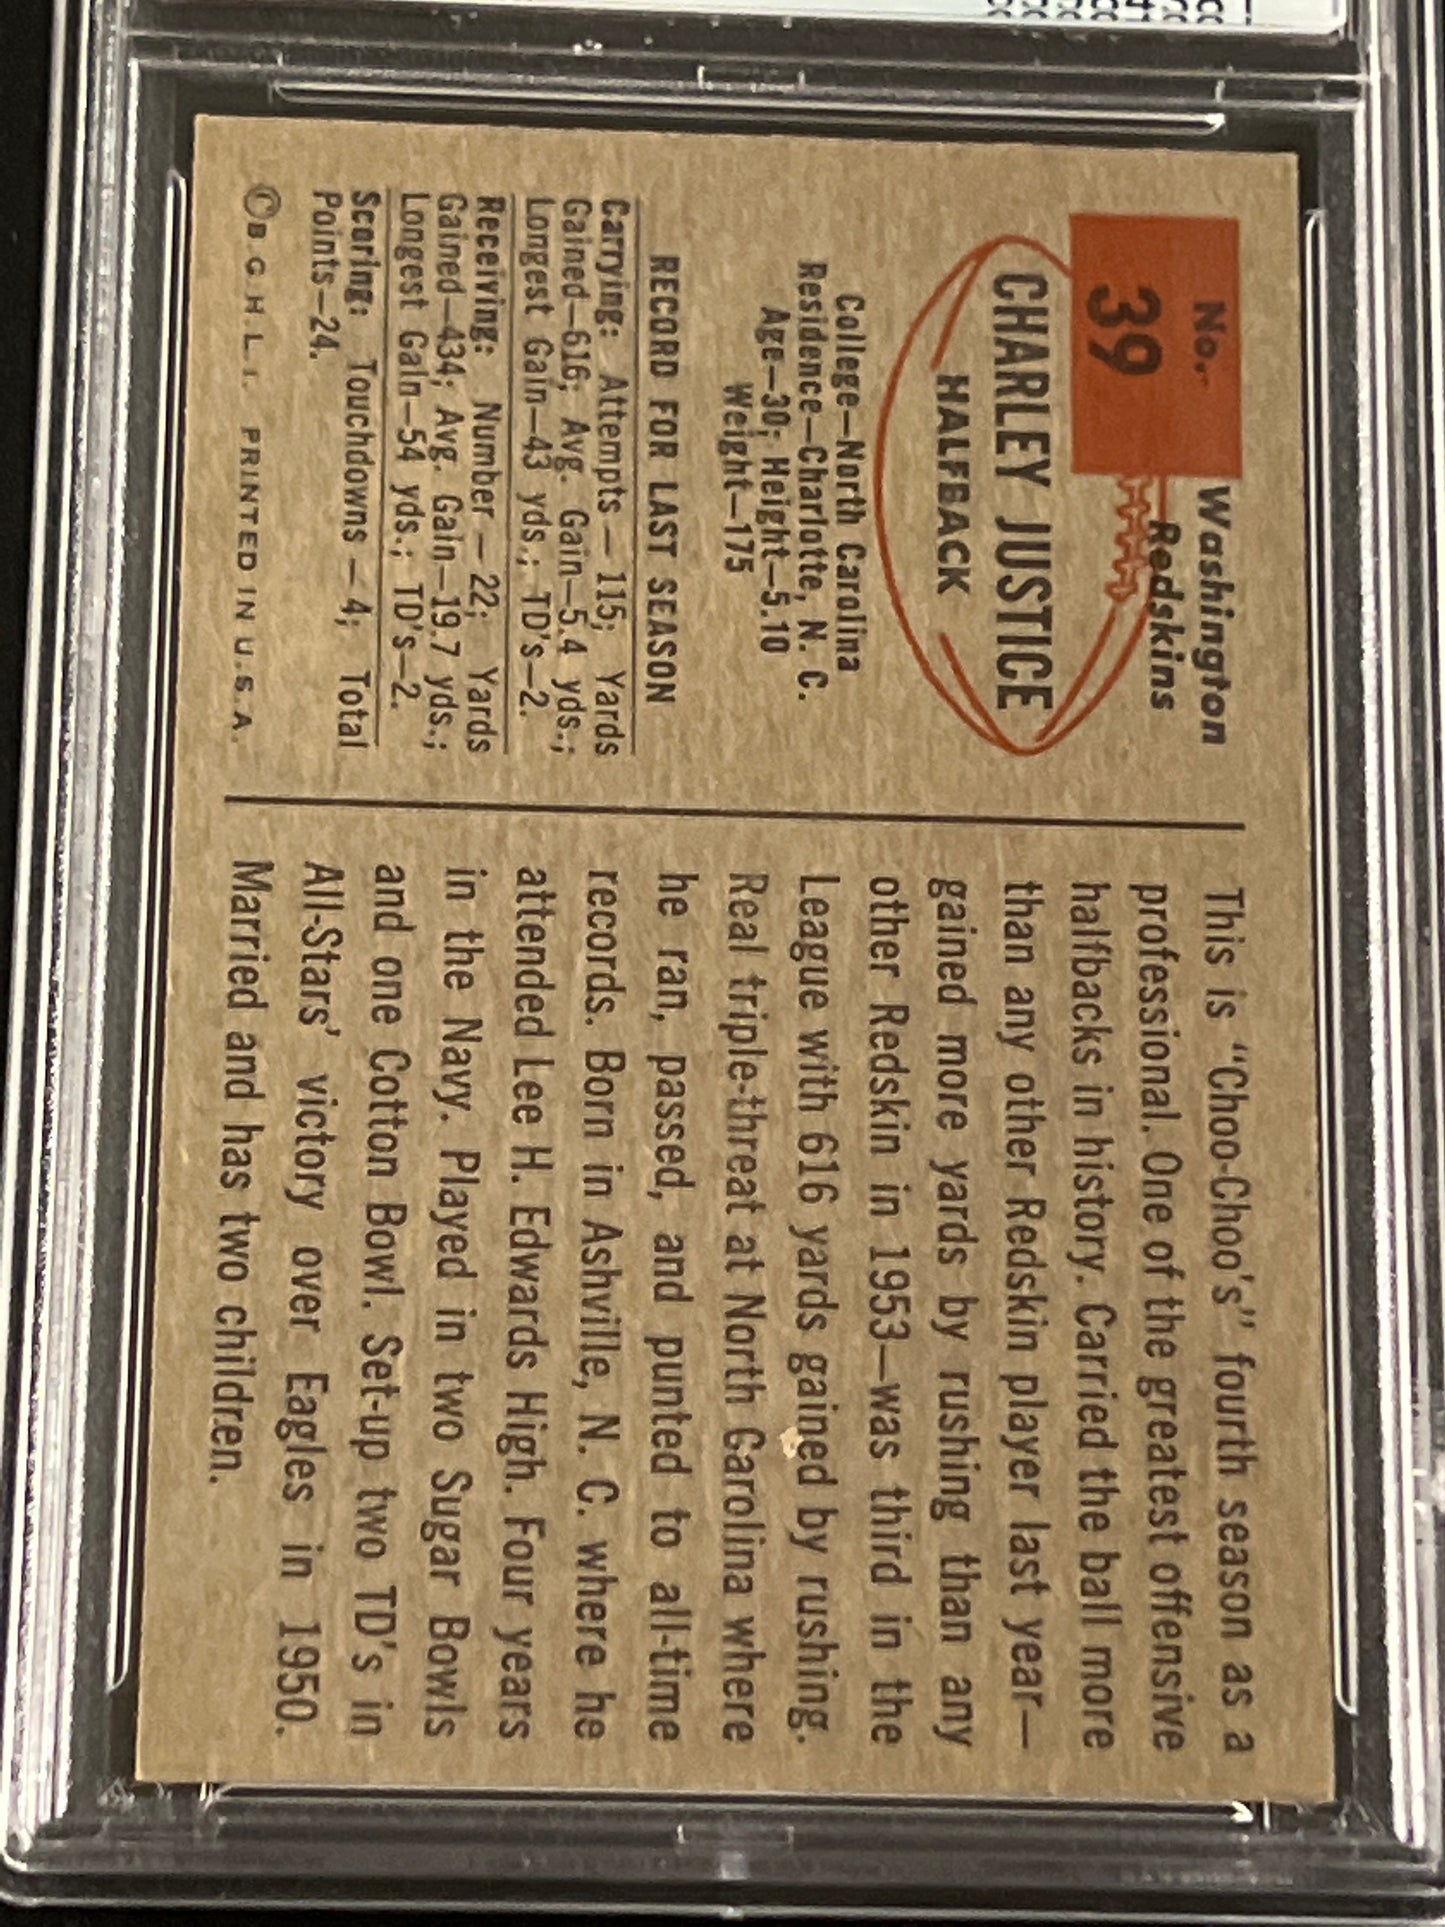 No.
39
Washington
Redskins
CHARLEY JUSTICE
HALFBACK
College—North Carolina
Residence—Charlotte, N. C.
Age—30; Height—5.10
Weight—175
RECORD FOR LAST SEASON
Carrying: Attempts — 115; Yards
Gained—616; Avg. Gain—5.4 yds.;
Longest Gain—43 yds.; TD's—2.
Receiving: Number — 22; Yards
Gained—434; Avg. Gain—19.7 yds.;
Longest Gain—54 yds.; TD's—2.
Scoring: Touchdowns — 4; Total
Points—24.
©B.G.H.L.I. PRINTED IN U.S.A.
This is "Choo-Choo's" fourth season as a
professional. One of the greatest offensive
halfbacks in history. Carried the ball more
than any other Redskin player last year—
gained more yards by rushing than any
other Redskin in 1953—was third in the
League with 616 yards gained by rushing.
Real triple-threat at North Carolina where
he ran, passed, and punted to all-time
records. Born in Ashville, N. C. where he
attended Lee H. Edwards High. Four years
in the Navy. Played in two Sugar Bowls
and one Cotton Bowl. Set-up two TD's in
All-Stars' victory over Eagles in 1950.
Married and has two children.